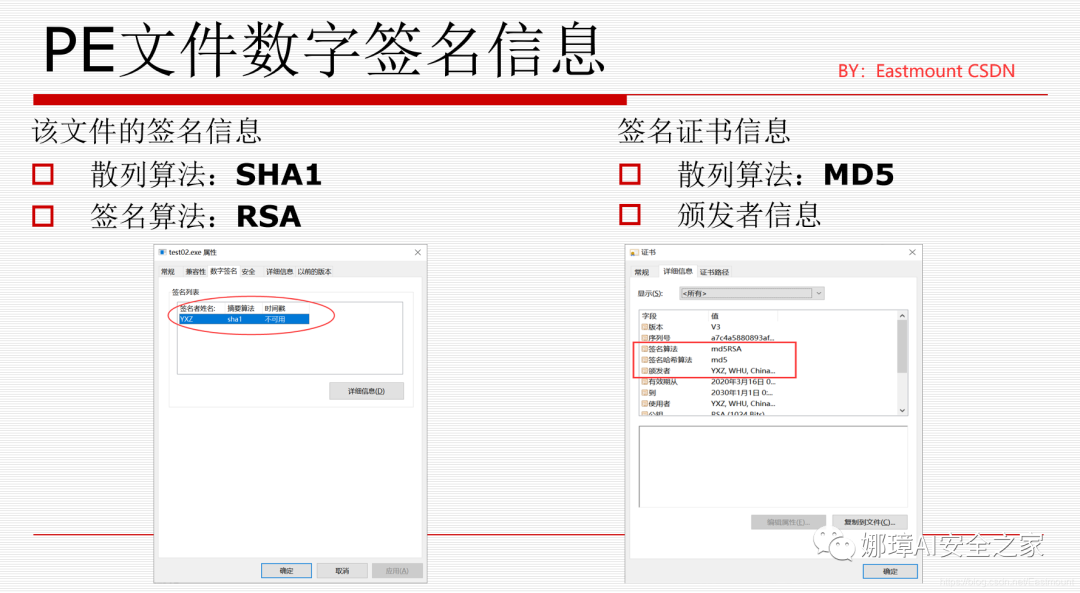 PE文件数字签名信息
BY：Eastmount CSDN
该文件的签名信息
散列算法：SHA1
签名算法：RSA
签名证书信息
散列算法：MD5
颁发者信息
test02.exe 属性
常规 兼容性 数字签名 安全 详细信息 以前的版本
签名列表
签名者姓名: 摘要算法 时间戳
YXZ sha1 不可用
详细信息(D)
确定 取消 应用(A)
证书
常规 详细信息 证书路径
显示(S): <所有>
字段 值
版本 V3
序列号 a7c4a5880893af...
签名算法 md5RSA
签名哈希算法 md5
颁发者 YXZ, WHU, China...
有效期从 2020年3月16日 0...
到 2030年1月1日 0:...
使用者 YXZ, WHU, China...
公钥 RSA (1024 Bits)
编辑属性(E)... 复制到文件(C)...
娜璋AI安全之家
确定
https://blog.csdn.net/Eastmount